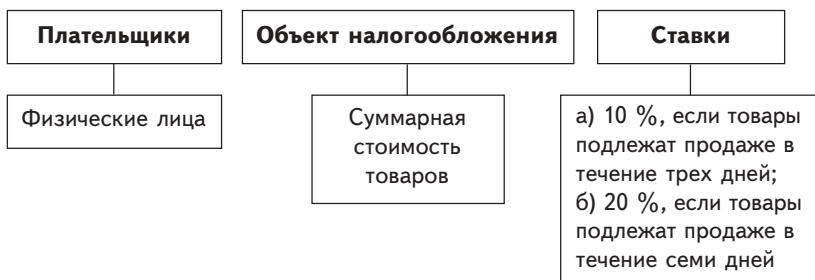 Плательщики
Физические лица
Объект налогообложения
Суммарная
стоимость
товаров
Ставки
а) 10 %, если товары
подлежат продаже в
течение трех дней;
б) 20 %, если товары
подлежат продаже в
течение семи дней